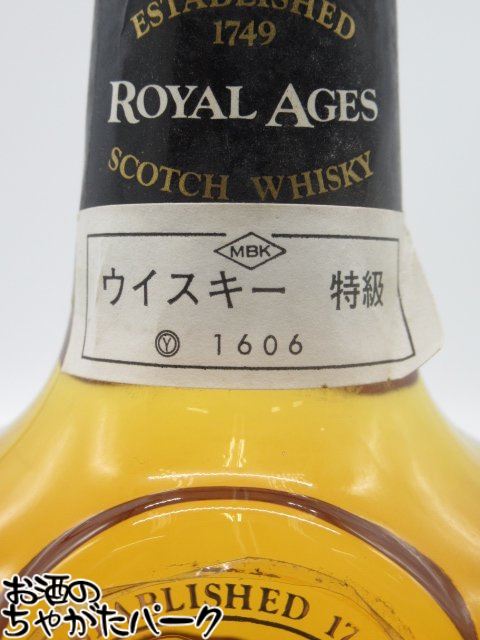 ESTABLISHED
1749
ROYAL AGES
SCOTCH WHISKY
MBK
ウイスキー 特級
Ⓨ 1606
ESTABLISHED 17
お酒の
ちゃがたパーク